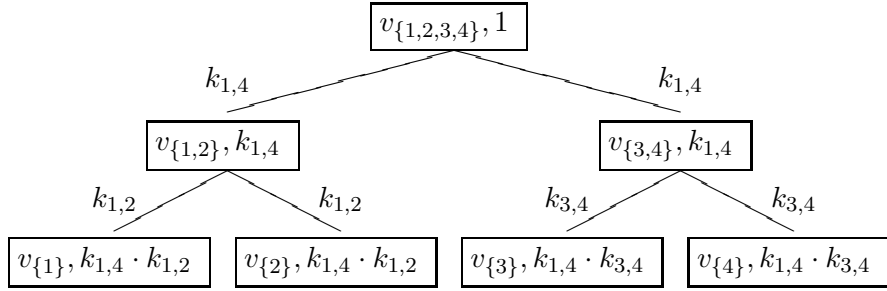 v_{\{1,2,3,4\}}, 1
k_{1,4} k_{1,4}
v_{\{1,2\}}, k_{1,4} v_{\{3,4\}}, k_{1,4}
k_{1,2} k_{1,2} k_{3,4} k_{3,4}
v_{\{1\}}, k_{1,4} · k_{1,2} v_{\{2\}}, k_{1,4} · k_{1,2} v_{\{3\}}, k_{1,4} · k_{3,4} v_{\{4\}}, k_{1,4} · k_{3,4}